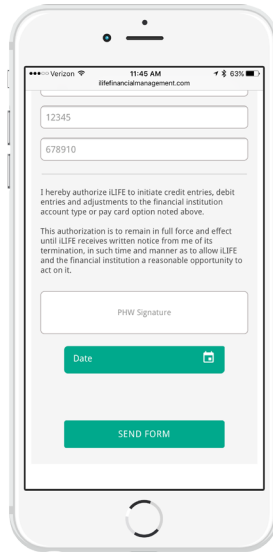 Verizon 11:45 AM 63%
ilifefinancialmanagement.com
12345
678910
I hereby authorize iLIFE to initiate credit entries, debit
entries and adjustments to the financial institution
account type or pay card option noted above.
This authorization is to remain in full force and effect
until iLIFE receives written notice from me of its
termination, in such time and manner as to allow iLIFE
and the financial institution a reasonable opportunity to
act on it.
PHW Signature
Date
SEND FORM